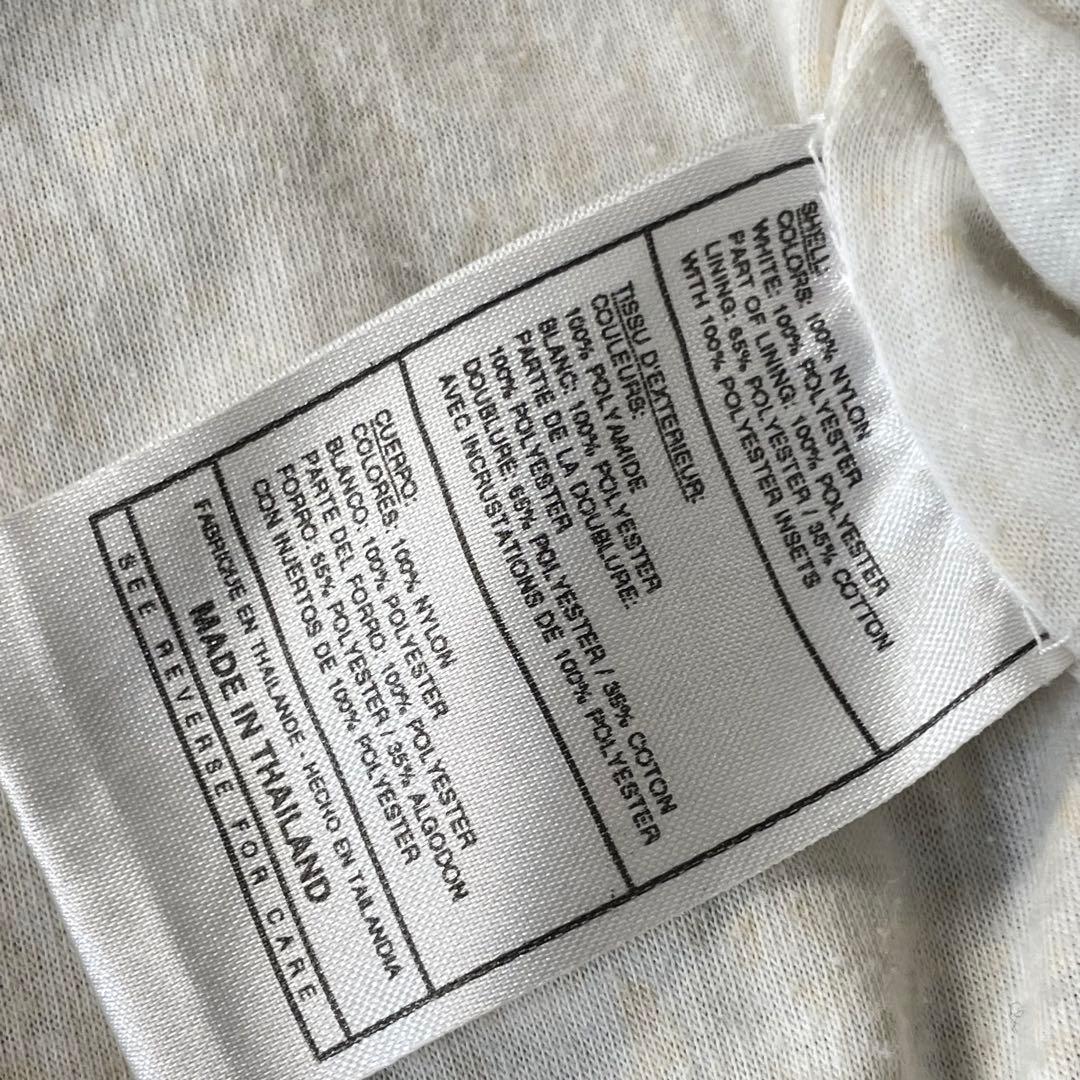 SHELL:
COLORS: 100% NYLON
WHITE: 100% POLYESTER
PART OF LINING: 100% POLYESTER
LINING: 65% POLYESTER / 35% COTTON
WITH 100% POLYESTER INSETS
TISSU D'EXTERIEUR:
COULEURS:
100% POLYAMIDE
BLANC: 100% POLYESTER
PARTIE DE LA DOUBLURE:
100% POLYESTER
DOUBLURE: 65% POLYESTER / 35% COTON
AVEC INCRUSTATIONS DE 100% POLYESTER
CUERPO:
COLORES: 100% NYLON
BLANCO: 100% POLYESTER
PARTE DEL FORRO: 100% POLYESTER
FORRO: 65% POLYESTER / 35% ALGODON
CON INJERTOS DE 100% POLYESTER
FABRIQUE EN THAILANDE - HECHO EN TAILANDIA
MADE IN THAILAND
SEE REVERSE FOR CARE